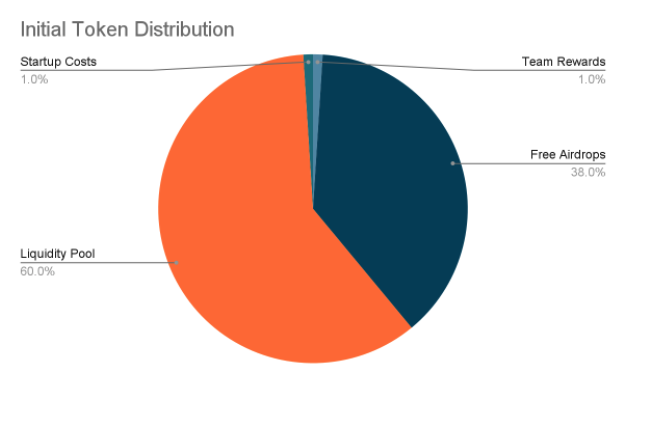 Initial Token Distribution
Startup Costs
1.0%
Team Rewards
1.0%
Free Airdrops
38.0%
Liquidity Pool
60.0%